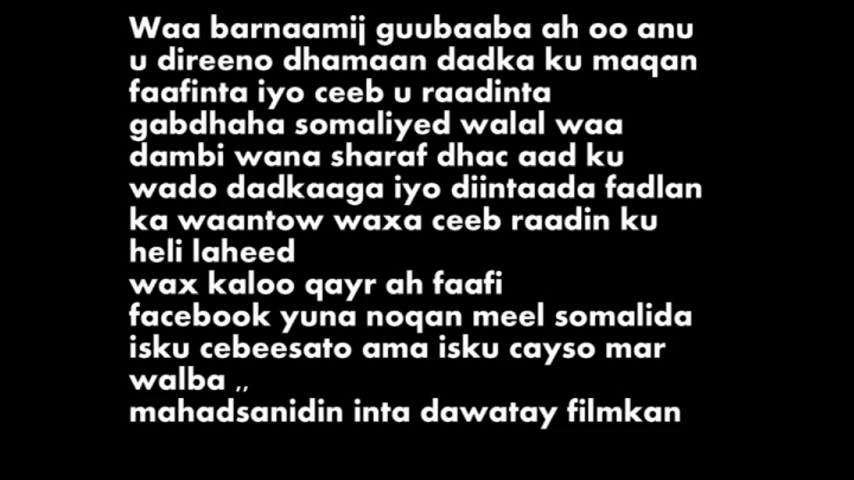 Waa barnaamij guubaaba ah oo anu
u direeno dhamaan dadka ku maqan
faafinta iyo ceeb u raadinta
gabdhaha somaliyed walal waa
dambi wana sharaf dhac aad ku
wado dadkaaga iyo diintaada fadlan
ka waantow waxa ceeb raadin ku
heli laheed
wax kaloo qayr ah faafi
facebook yuna noqan meel somalida
isku cebeesato ama isku cayso mar
walba ,,
mahadsanidin inta dawatay filmkan